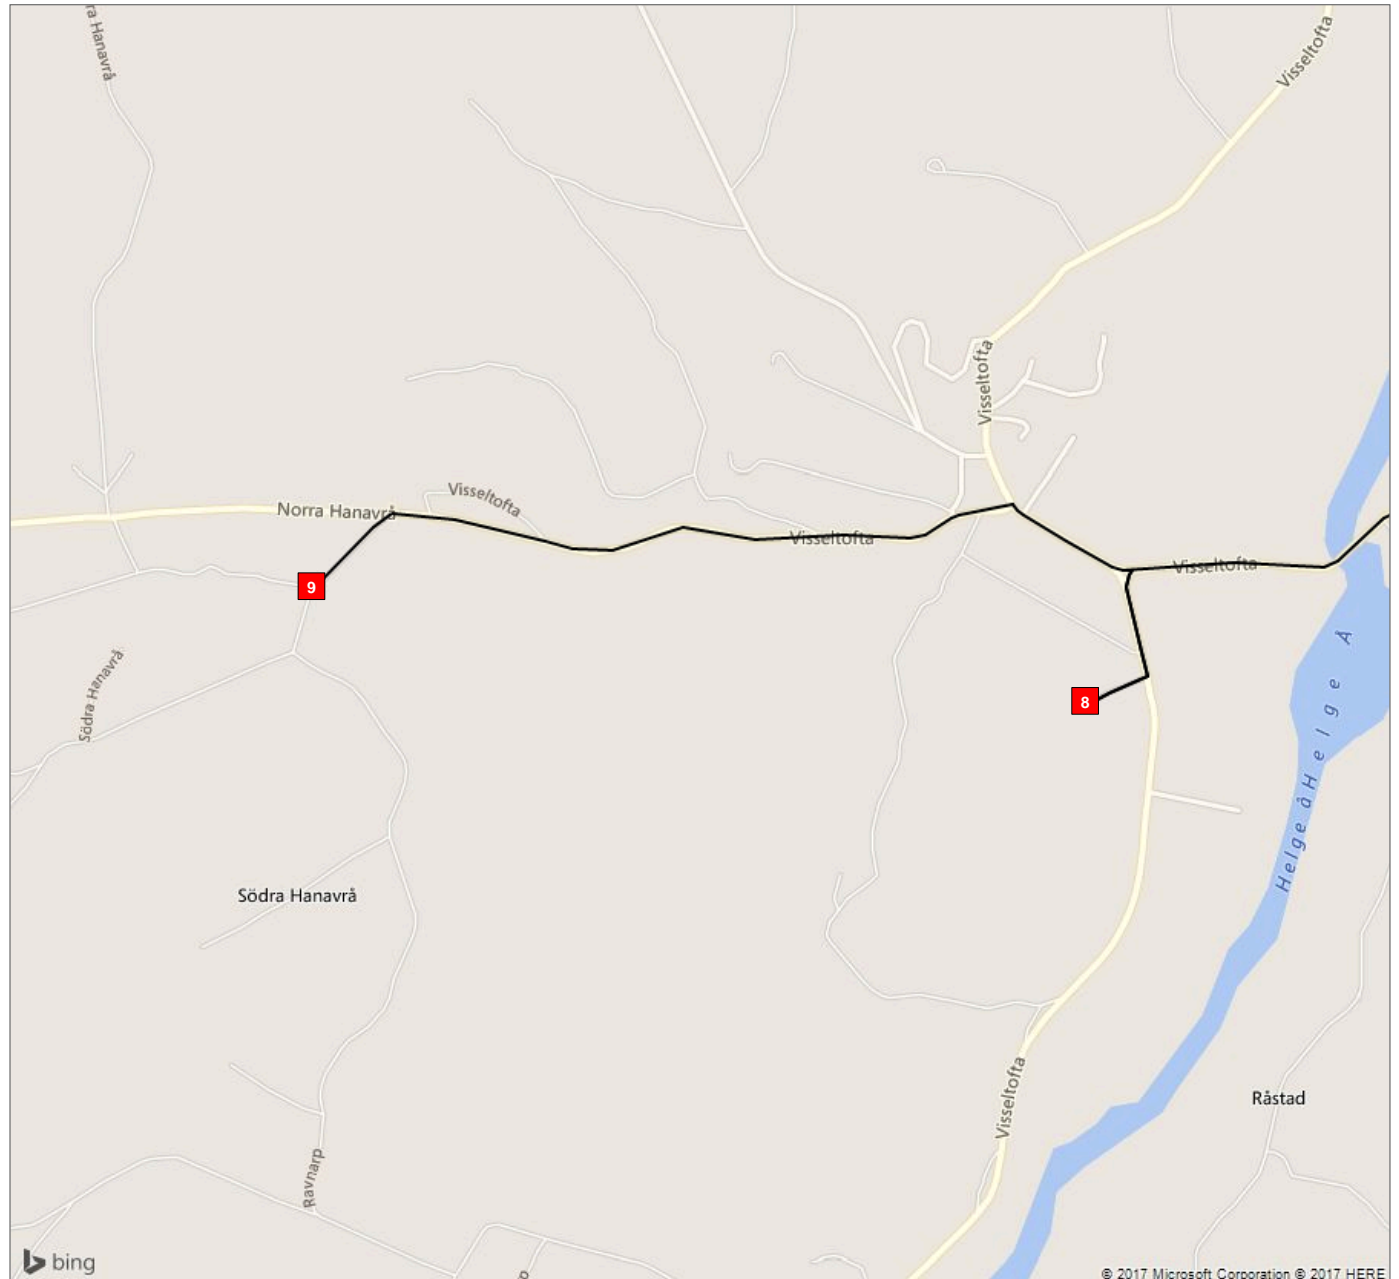 ra Hanavrå
Visseltofta
Visseltofta
Visseltofta
Norra Hanavrå
Visseltofta
Visseltofta
9
Helge Å
Södra Hanavrå
8
Helge å
Södra Hanavrå
Visseltofta
Råstad
Ravnarp
bing
© 2017 Microsoft Corporation © 2017 HERE